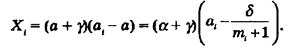 X_i = (a + γ)(a_i − a) = (α + γ)(a_i − δ/(m_i + 1)).